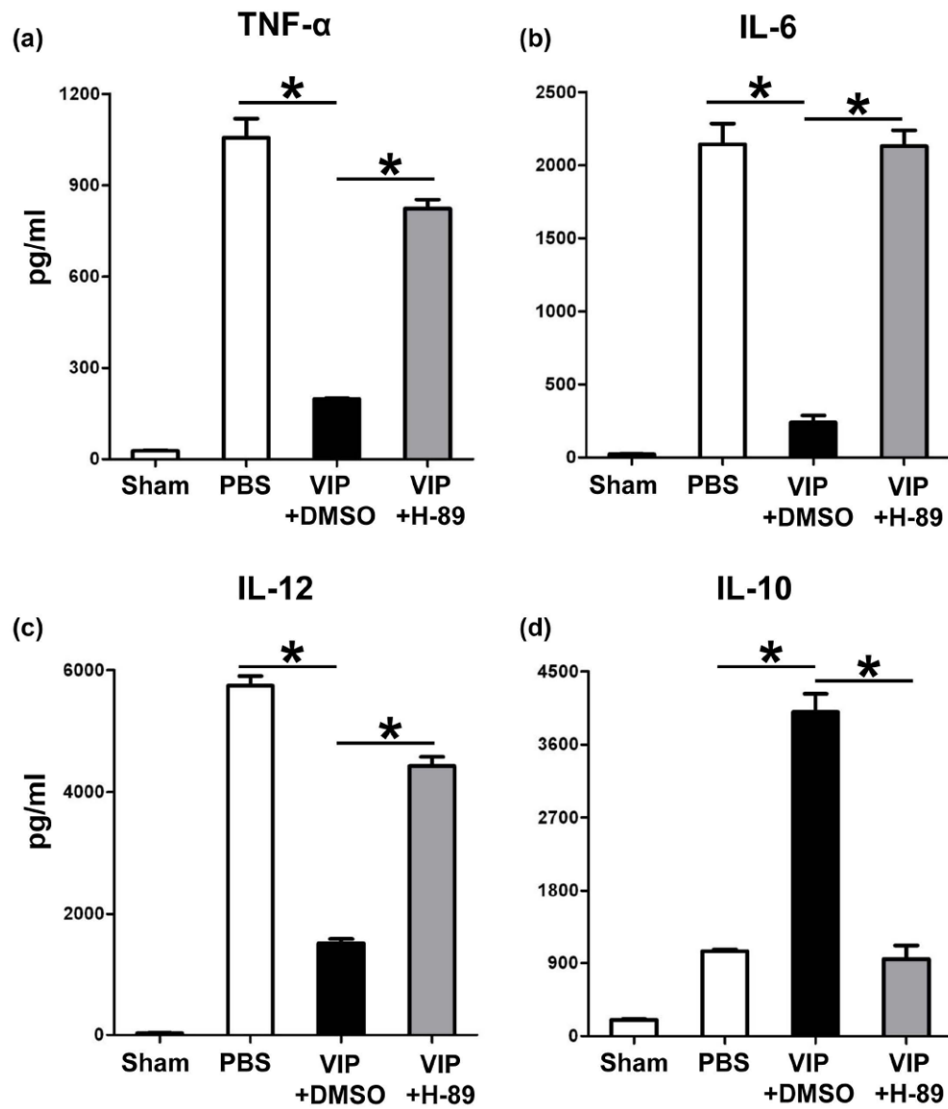 (a) TNF-α
*
*
1200
900
600
300
0
pg/ml
Sham PBS VIP +DMSO VIP +H-89
(b) IL-6
*
*
2500
2000
1500
1000
500
0
Sham PBS VIP +DMSO VIP +H-89
(c) IL-12
*
*
6000
4000
2000
0
pg/ml
Sham PBS VIP +DMSO VIP +H-89
(d) IL-10
*
*
4500
3600
2700
1800
900
0
Sham PBS VIP +DMSO VIP +H-89